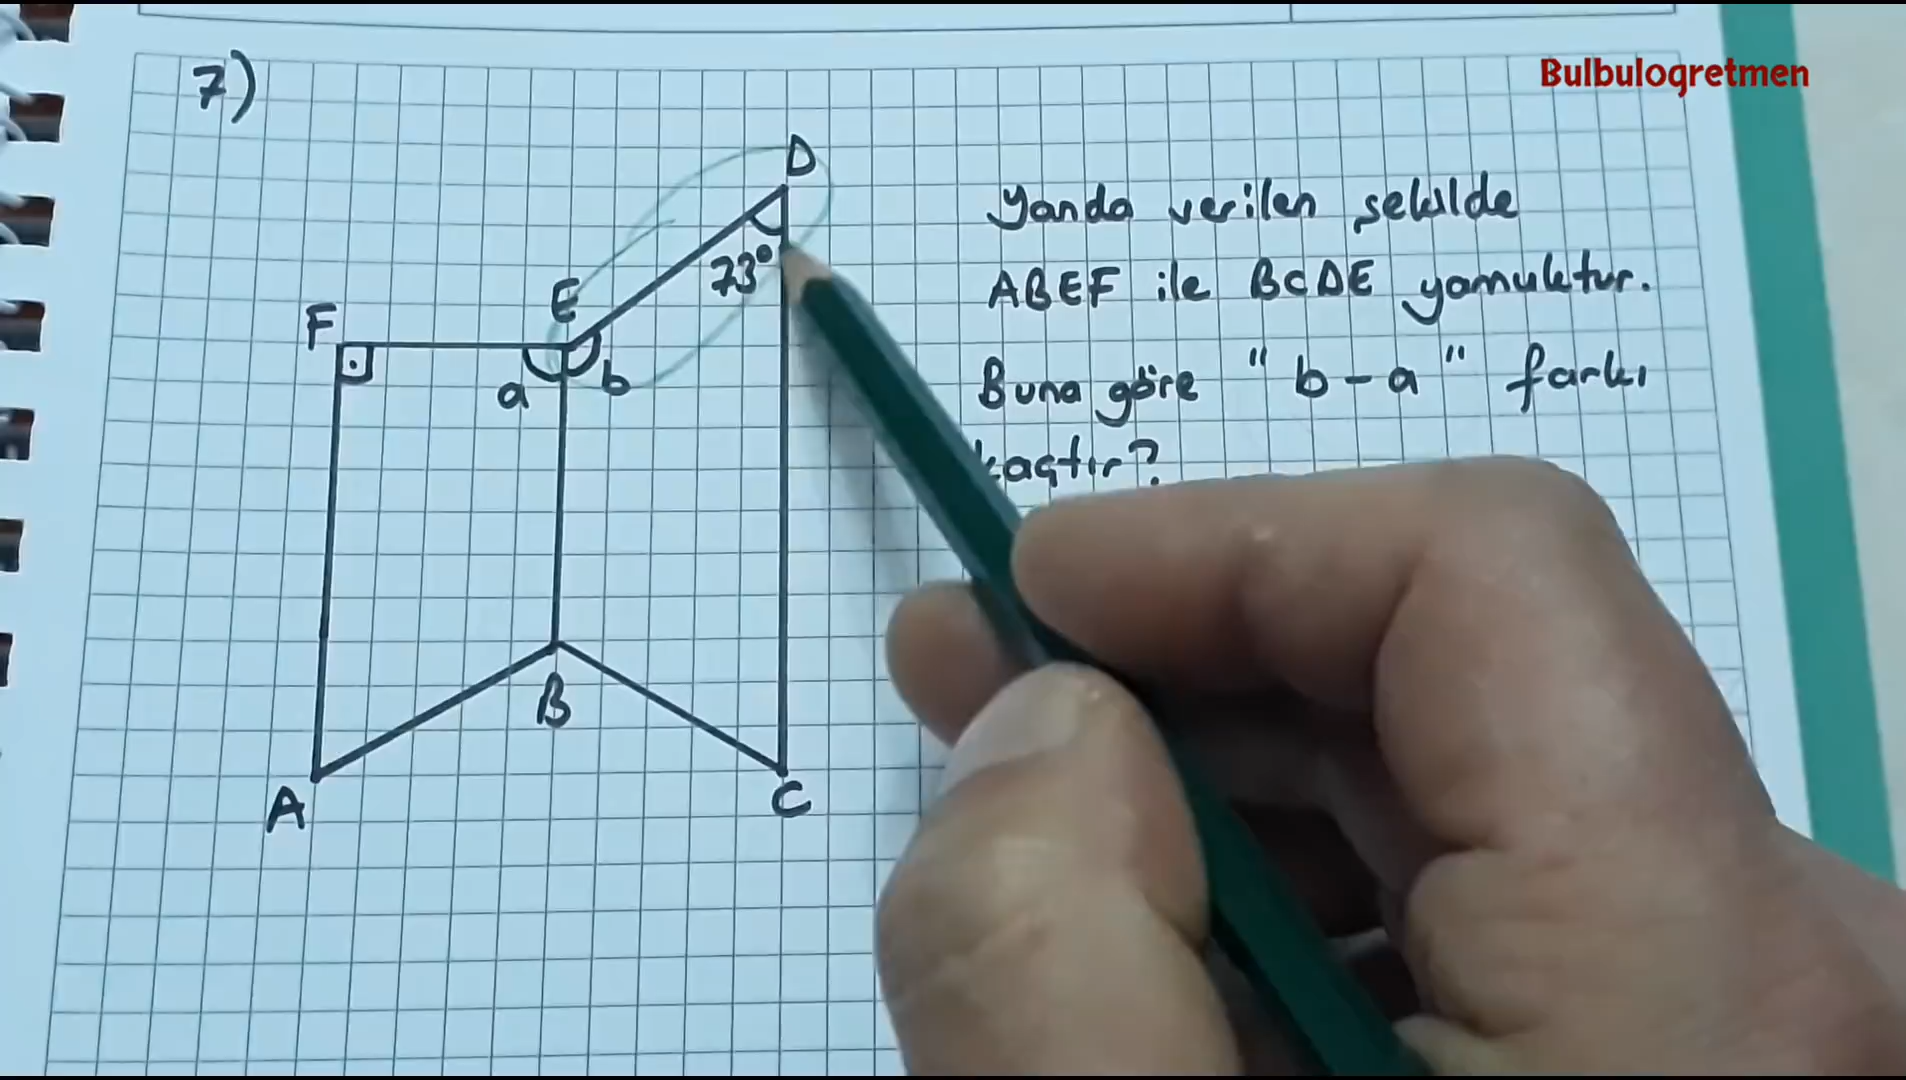 Bulbulogretmen
7)
D
Yanda verilen şekilde
73°
E
ABEF ile BCDE yamuktur.
F
a
b
Buna göre "b-a" farkı
kaçtır?
B
A
C